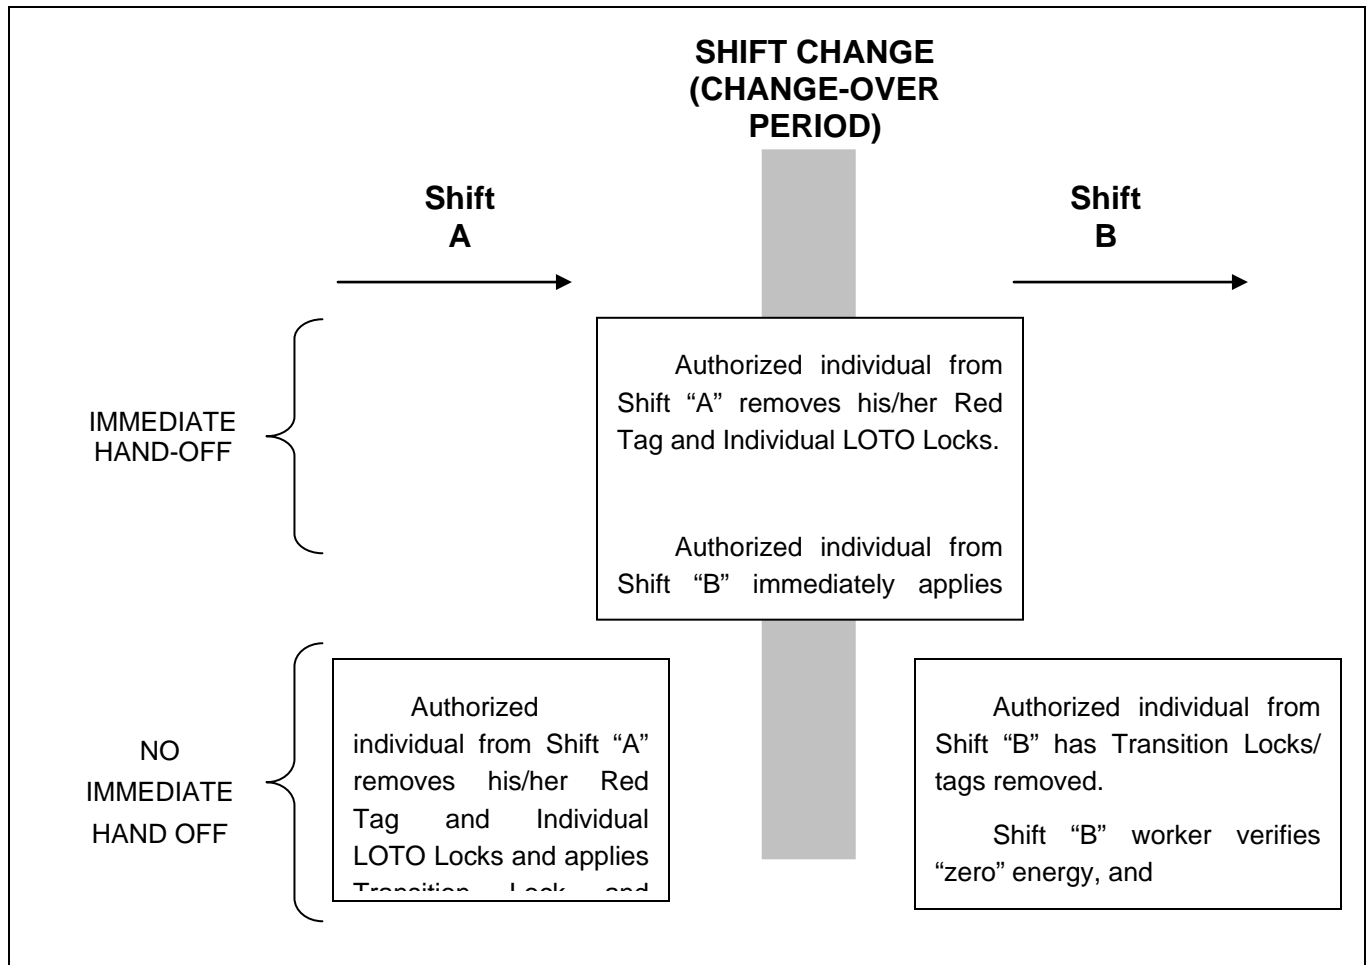 SHIFT CHANGE
(CHANGE-OVER
PERIOD)
Shift
A
Shift
B
IMMEDIATE
HAND-OFF
Authorized individual from
Shift “A” removes his/her Red
Tag and Individual LOTO Locks.
Authorized individual from
Shift “B” immediately applies
NO
IMMEDIATE
HAND OFF
Authorized
individual from Shift “A”
removes his/her Red
Tag and Individual
LOTO Locks and applies
Transition Lock and
Authorized individual from
Shift “B” has Transition Locks/
tags removed.
Shift “B” worker verifies
“zero” energy, and